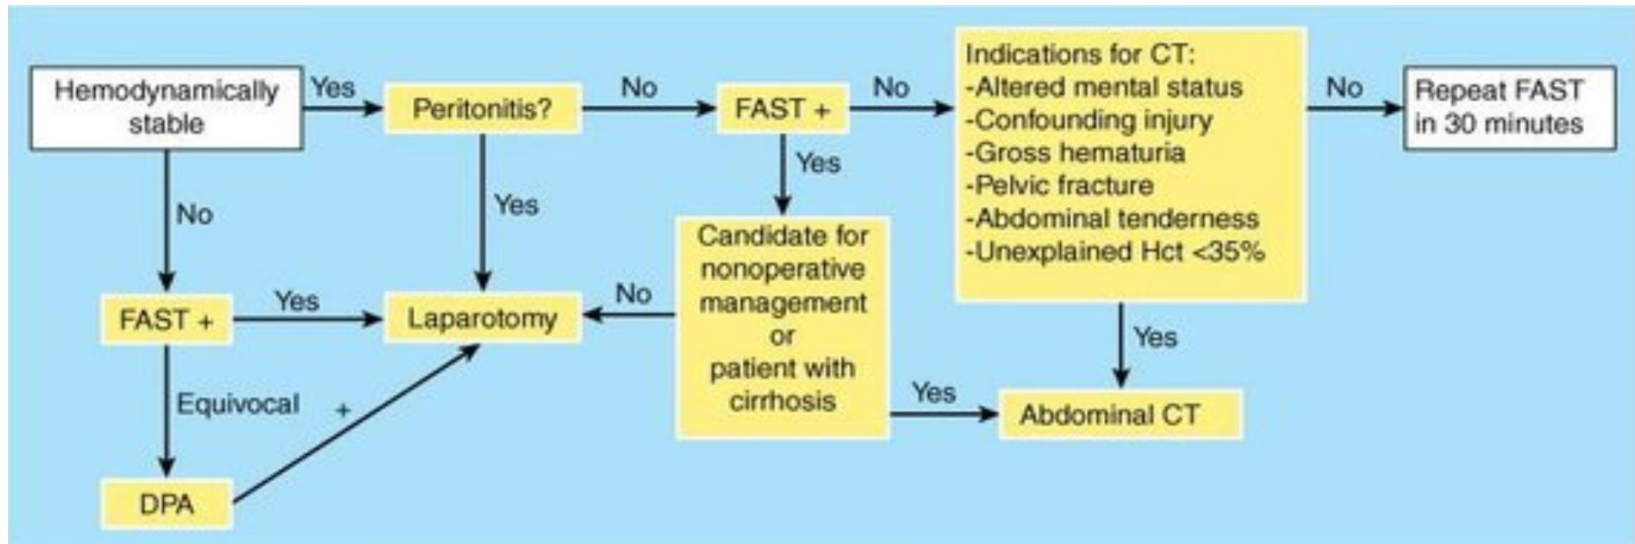 Hemodynamically
stable
Yes
Peritonitis?
No
FAST +
No
Indications for CT:
-Altered mental status
-Confounding injury
-Gross hematuria
-Pelvic fracture
-Abdominal tenderness
-Unexplained Hct <35%
No
Repeat FAST
in 30 minutes
No
Yes
Yes
Candidate for
nonoperative
management
or
patient with
cirrhosis
FAST +
Yes
Laparotomy
No
Yes
Equivocal
+
Yes
Abdominal CT
DPA